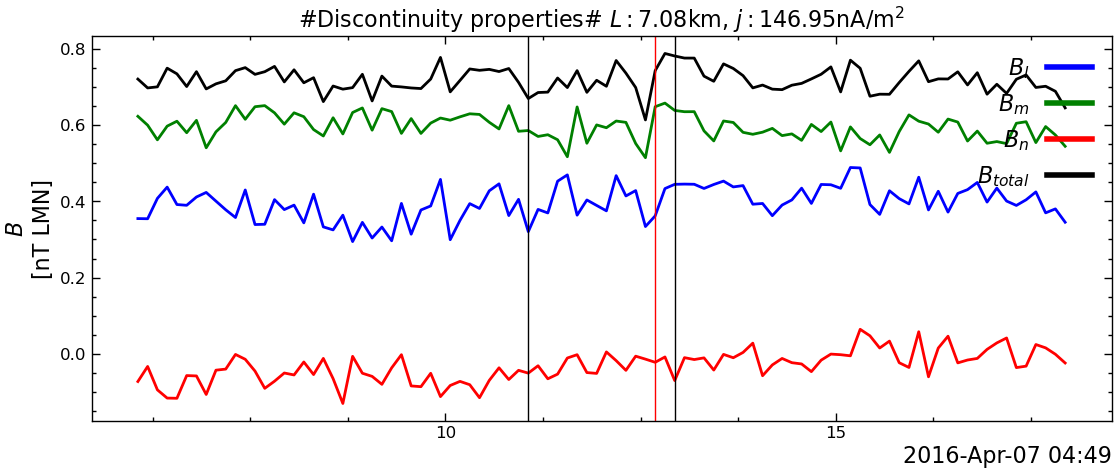 #Discontinuity properties# L : 7.08km, j : 146.95nA/m²
0.8
0.6
0.4
0.2
0.0
B
[nT LMN]
B_l
B_m
B_n
B_total
10
15
2016-Apr-07 04:49